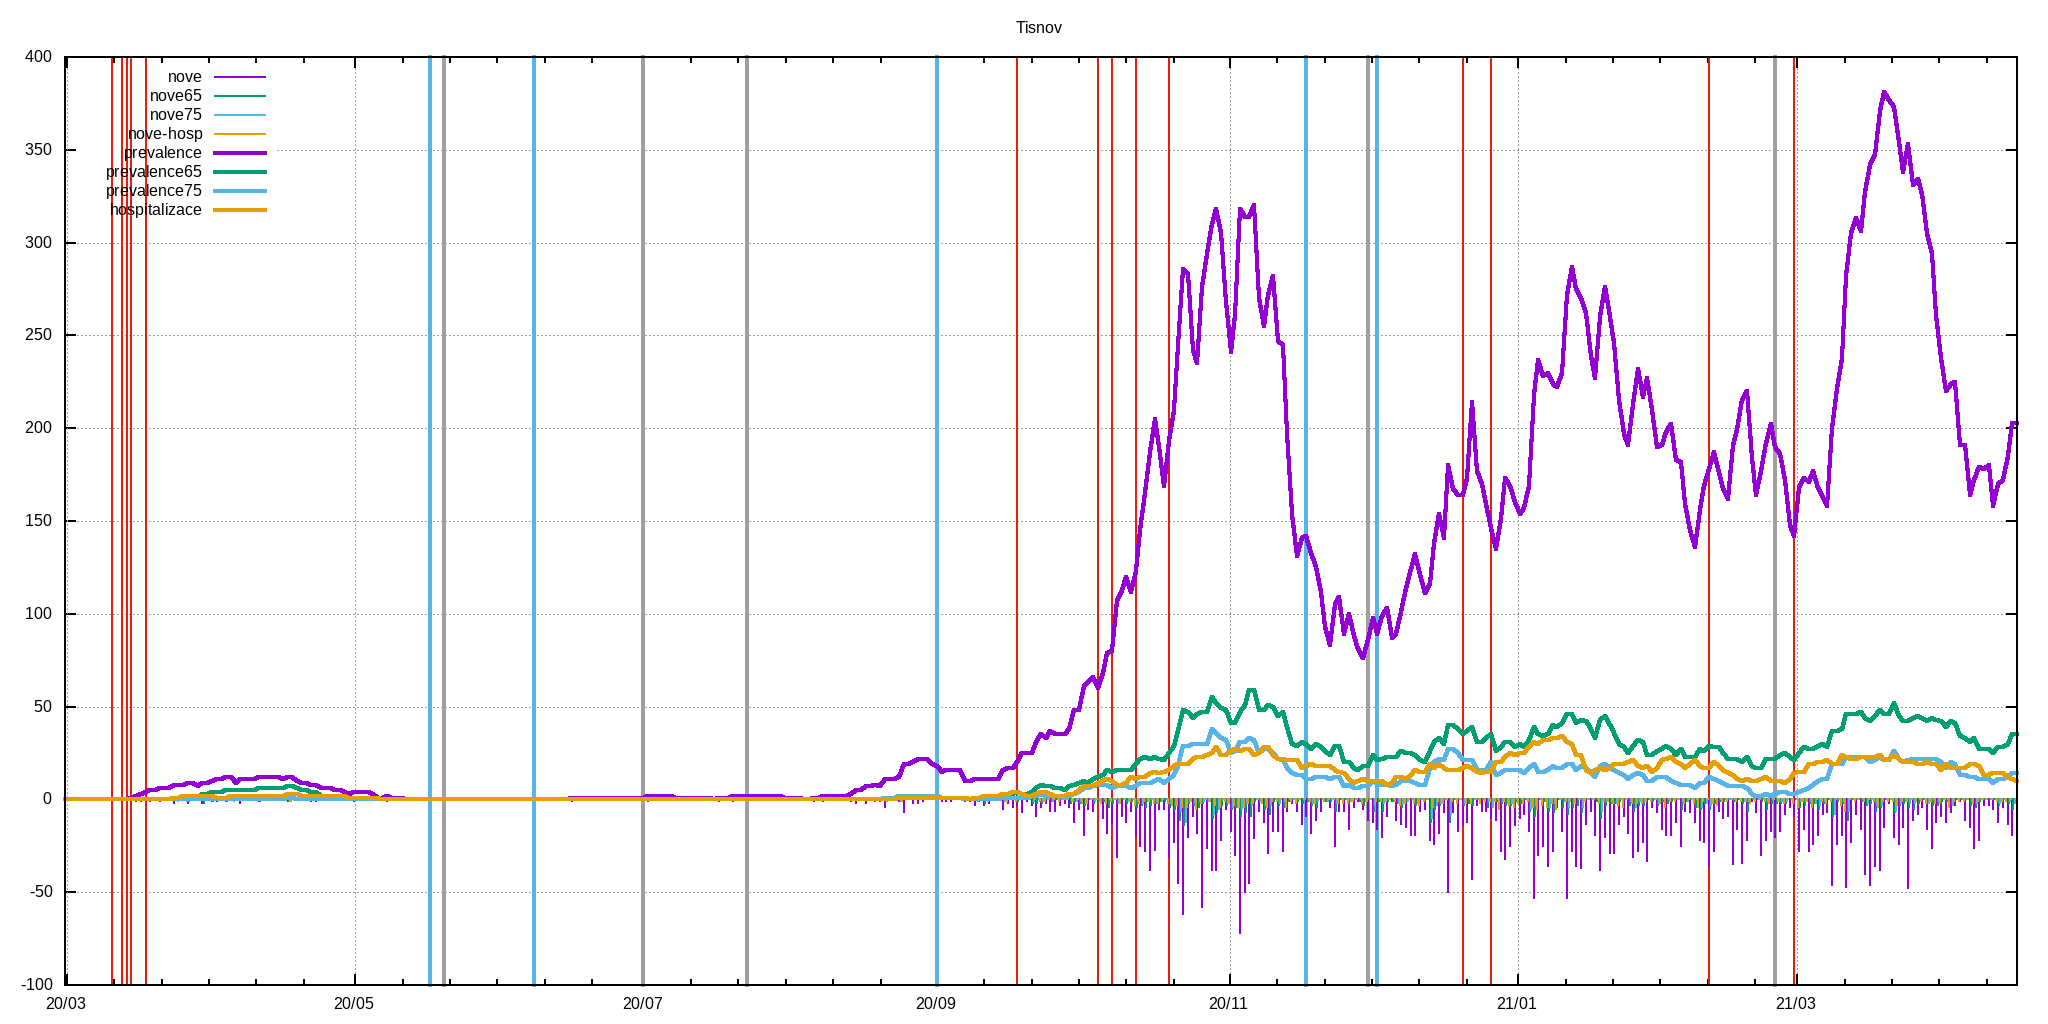 Tisnov
400
350
300
250
200
150
100
50
0
-50
-100
nove
nove65
nove75
nove-hosp
prevalence
prevalence65
prevalence75
hospitalizace
20/03 20/05 20/07 20/09 20/11 21/01 21/03